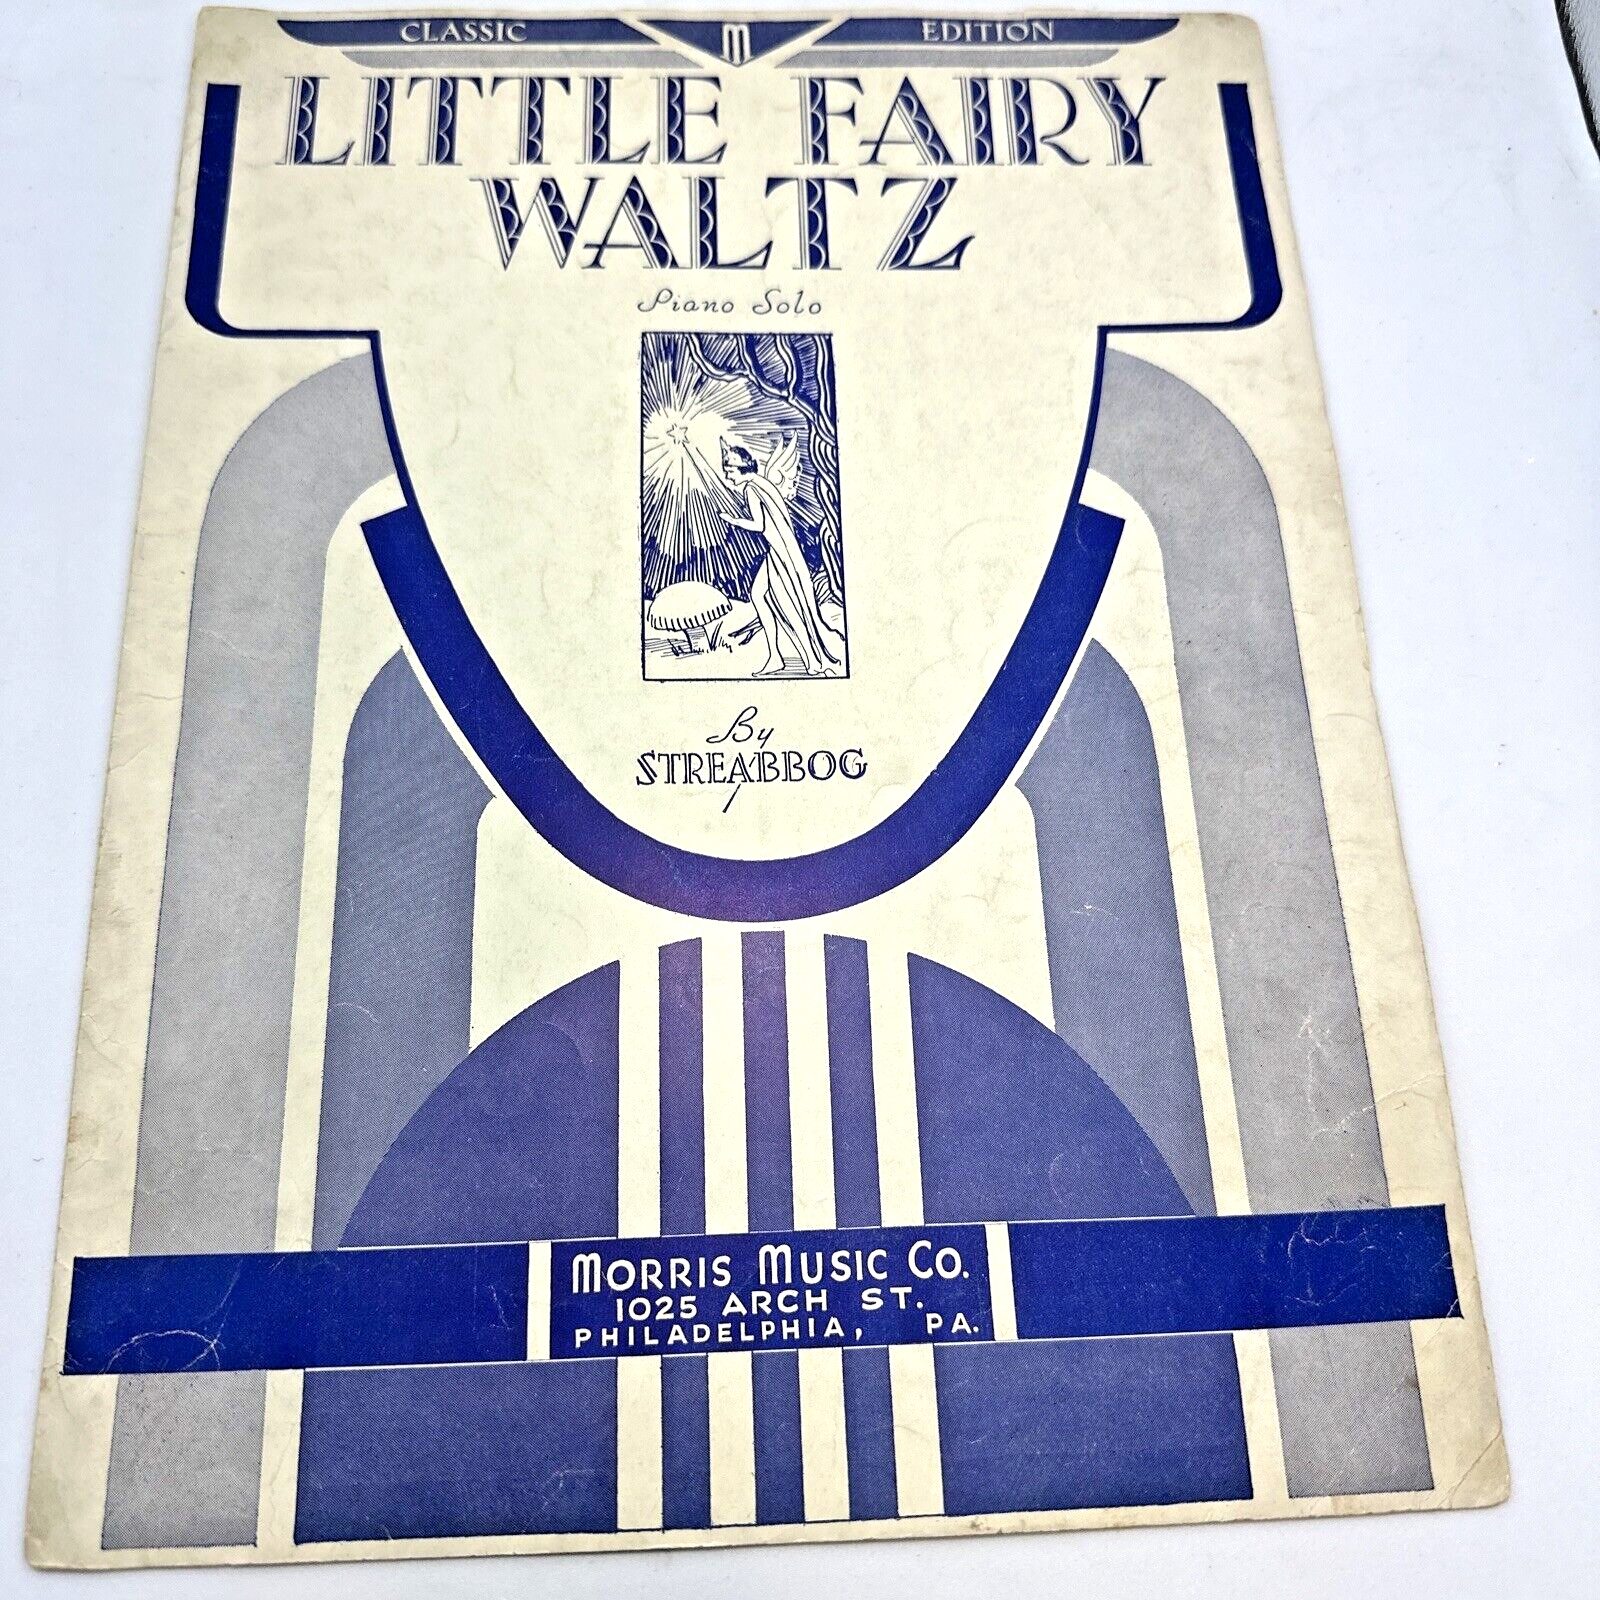 CLASSIC M EDITION
LITTLE FAIRY
WALTZ
Piano Solo
By
STREABBOG
MORRIS MUSIC CO.
1025 ARCH ST.
PHILADELPHIA, PA.